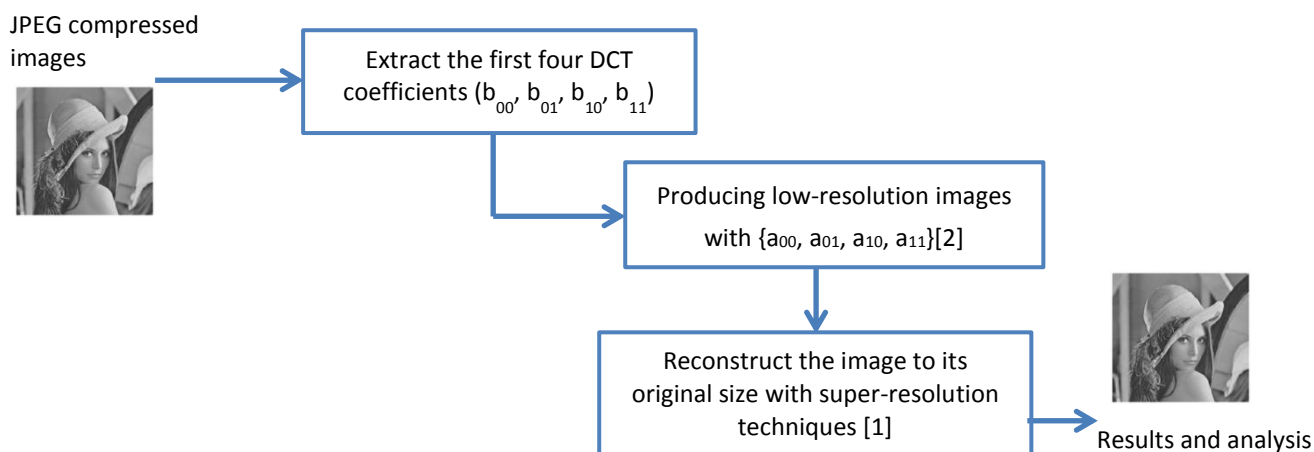 JPEG compressed
images
Extract the first four DCT
coefficients (b₀₀, b₀₁, b₁₀, b₁₁)
Producing low-resolution images
with {a₀₀, a₀₁, a₁₀, a₁₁}[2]
Reconstruct the image to its
original size with super-resolution
techniques [1]
Results and analysis